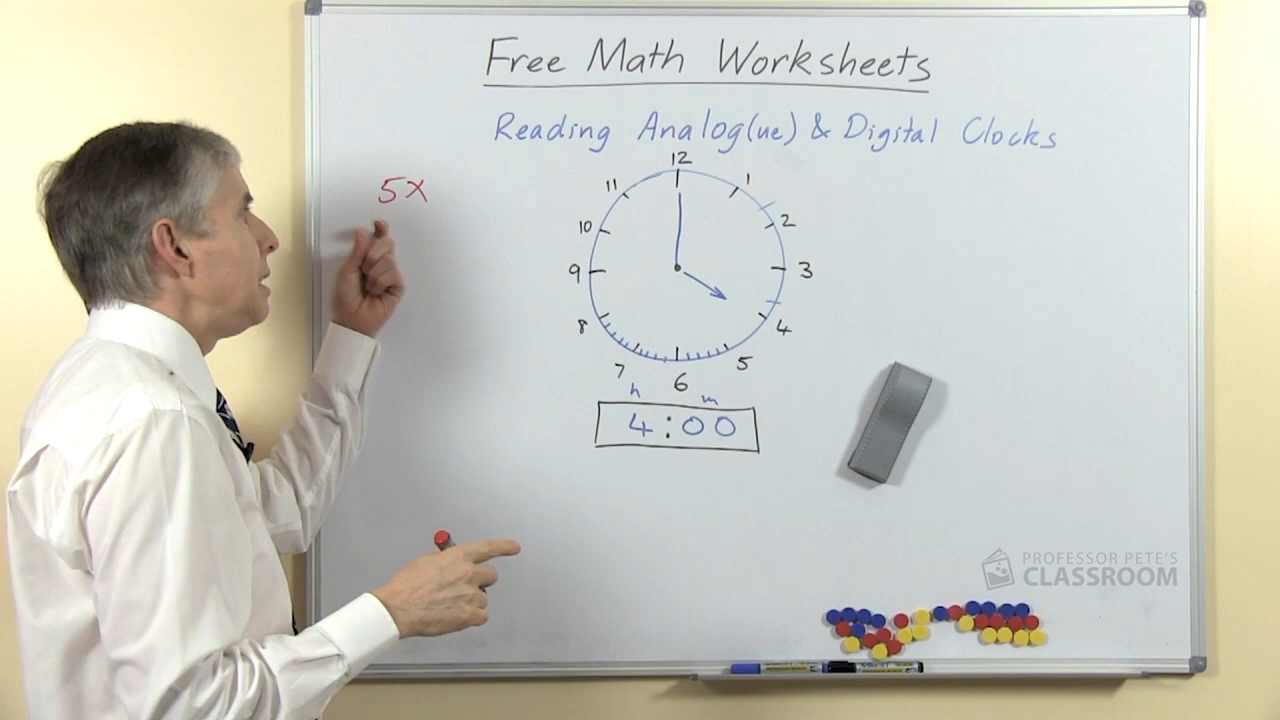 Free Math Worksheets
Reading Analog(ue) & Digital Clocks
5x
12
11
1
10
2
9
3
8
4
7
5
6
h m
4:00
PROFESSOR PETE'S
CLASSROOM